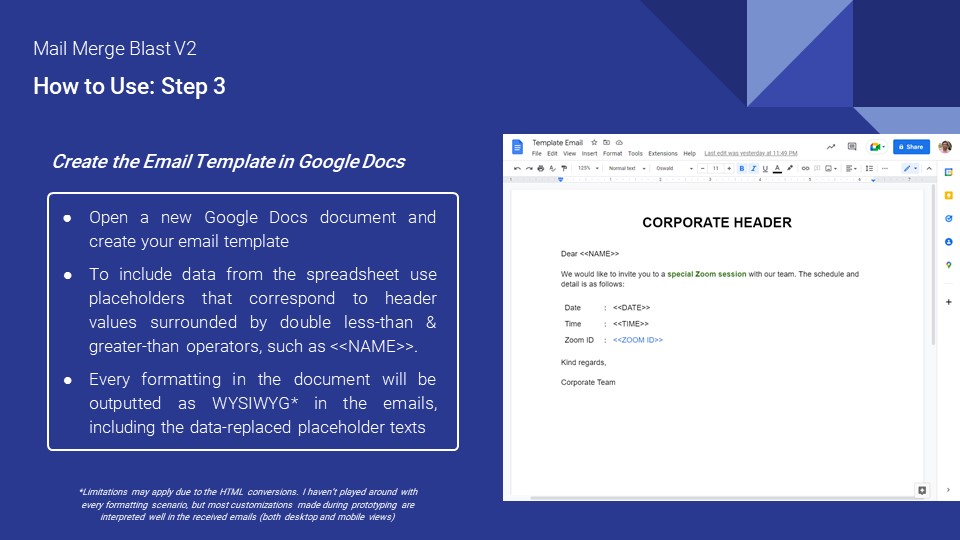 Mail Merge Blast V2
How to Use: Step 3
Create the Email Template in Google Docs
● Open a new Google Docs document and
create your email template
● To include data from the spreadsheet use
placeholders that correspond to header
values surrounded by double less-than &
greater-than operators, such as <<NAME>>.
● Every formatting in the document will be
outputted as WYSIWYG* in the emails,
including the data-replaced placeholder texts
*Limitations may apply due to the HTML conversions. I haven't played around with
every formatting scenario, but most customizations made during prototyping are
interpreted well in the received emails (both desktop and mobile views)
Template Email
File Edit View Insert Format Tools Extensions Help Last edit was yesterday at 11:49 PM
Share
125% Normal text Oswald - 11 + B I U A
CORPORATE HEADER
Dear <<NAME>>
We would like to invite you to a special Zoom session with our team. The schedule and
detail is as follows:
Date : <<DATE>>
Time : <<TIME>>
Zoom ID : <<ZOOM ID>>
Kind regards,
Corporate Team